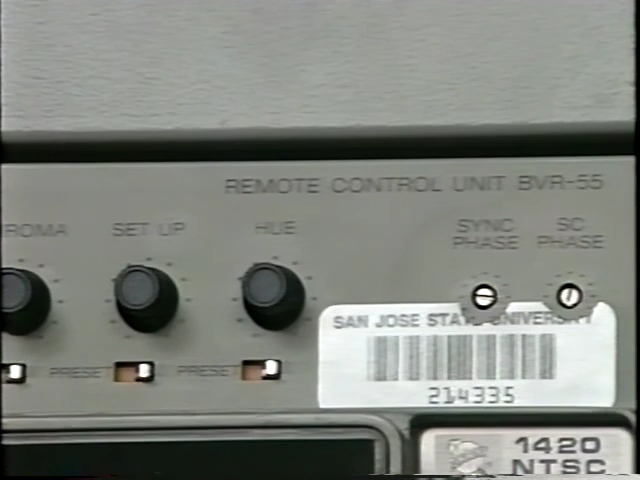 REMOTE CONTROL UNIT BVR-55
ROMA SET UP HUE
SYNC PHASE
SC PHASE
SAN JOSE STATE UNIVERSITY
PRESET PRESET
214335
1420
NTSC